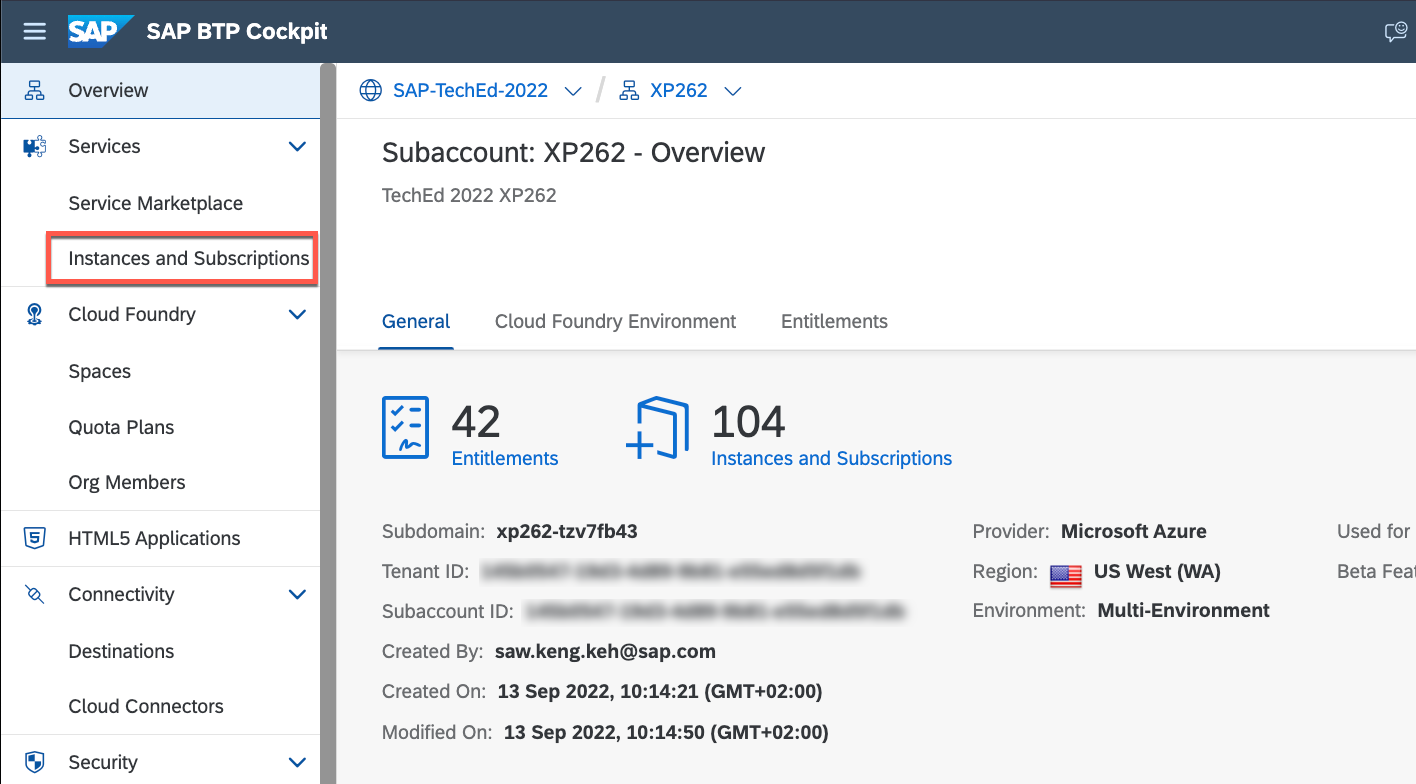 SAP SAP BTP Cockpit
Overview
Services
Service Marketplace
Instances and Subscriptions
Cloud Foundry
Spaces
Quota Plans
Org Members
HTML5 Applications
Connectivity
Destinations
Cloud Connectors
Security
SAP-TechEd-2022 / XP262
Subaccount: XP262 - Overview
TechEd 2022 XP262
General Cloud Foundry Environment Entitlements
42
Entitlements
104
Instances and Subscriptions
Subdomain: xp262-tzv7fb43
Tenant ID:
Subaccount ID:
Created By: saw.keng.keh@sap.com
Created On: 13 Sep 2022, 10:14:21 (GMT+02:00)
Modified On: 13 Sep 2022, 10:14:50 (GMT+02:00)
Provider: Microsoft Azure
Region: US West (WA)
Environment: Multi-Environment
Used for
Beta Feat